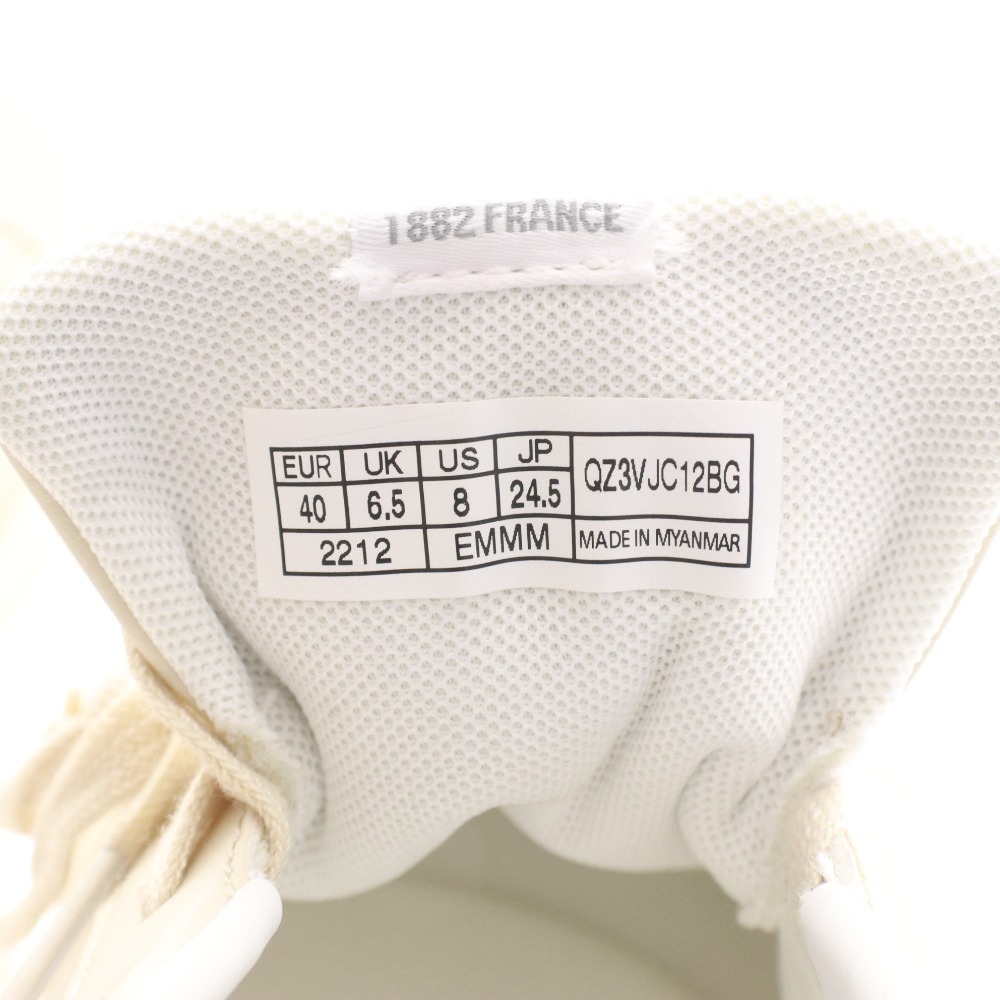 1882 FRANCE
EUR UK US JP QZ3VJC12BG
40 6.5 8 24.5
2212 EMMM MADE IN MYANMAR